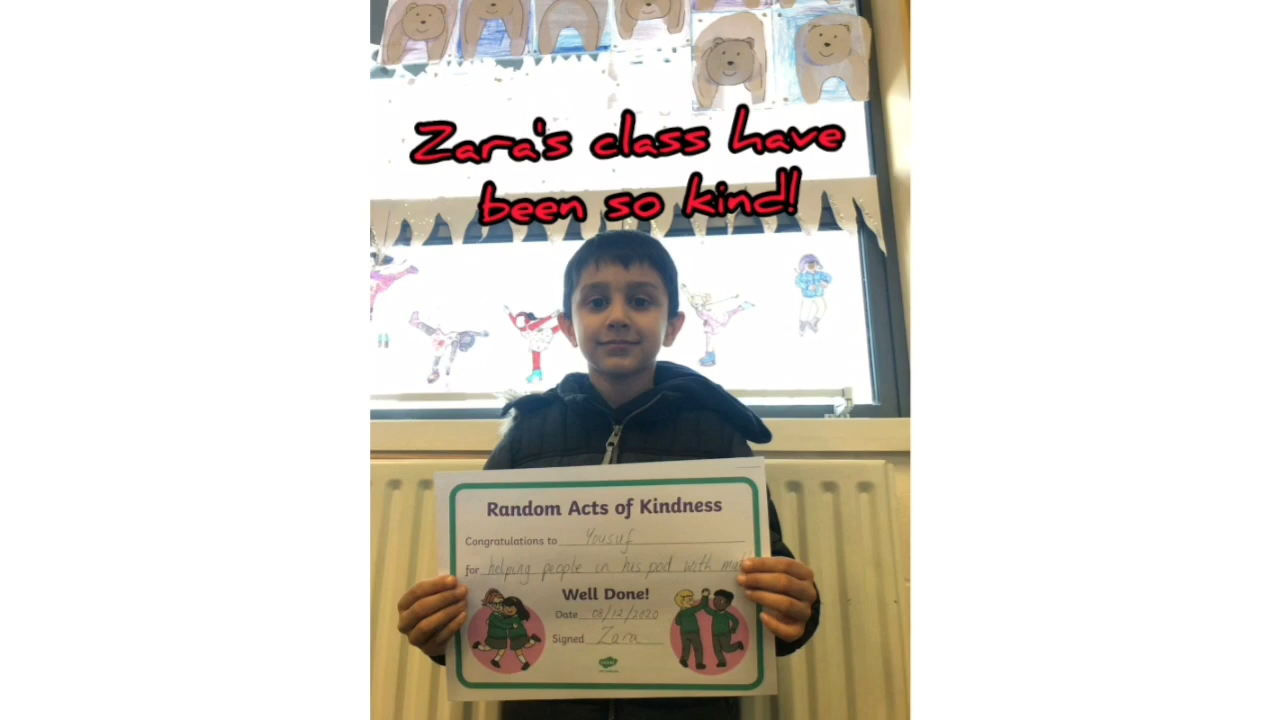 Zara's class have
been so kind!
Random Acts of Kindness
Congratulations to Yousuf
for helping people in his pod with
Well Done!
Date 08/12/2020
Signed Zara